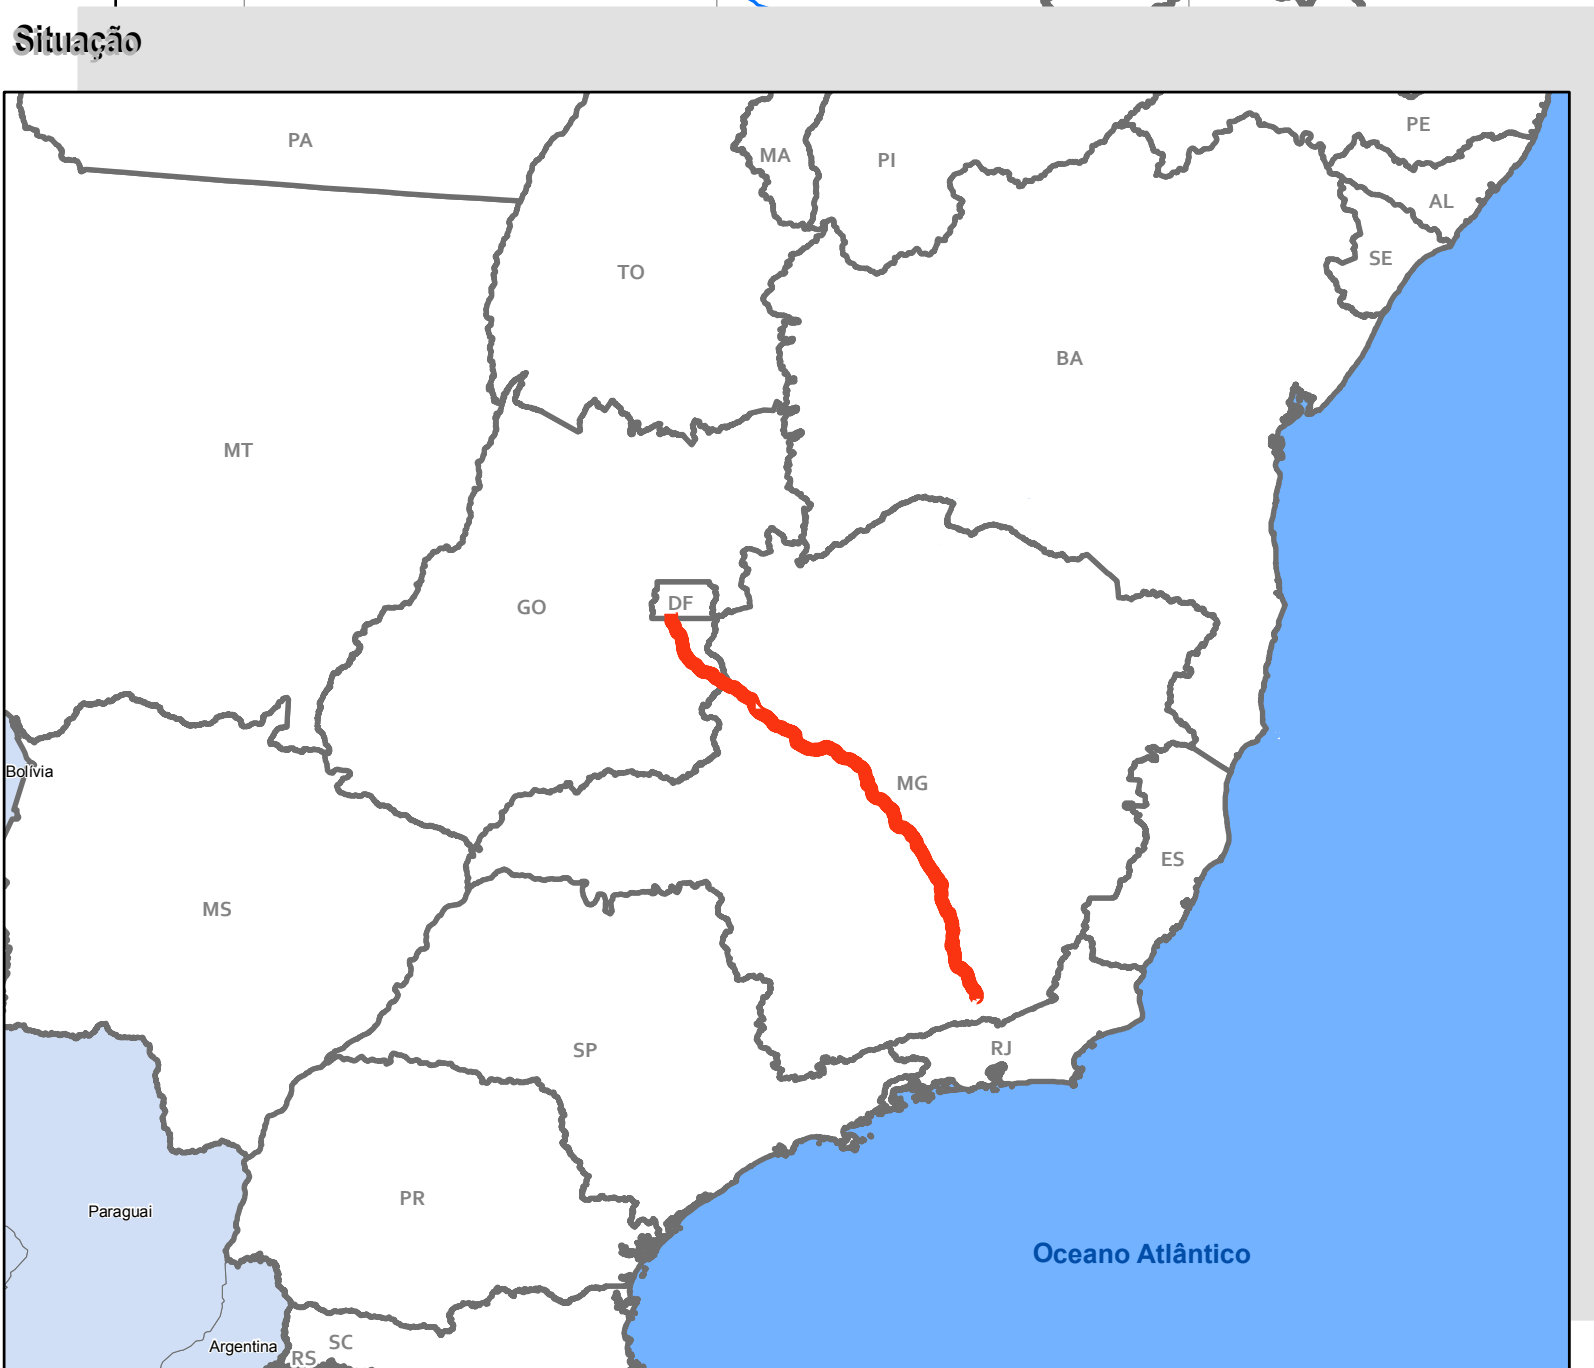 Situação
PA
MA
PI
PE
AL
SE
TO
BA
MT
GO
DF
Bolívia
MG
ES
MS
SP
RJ
PR
Paraguai
Oceano Atlântico
Argentina
SC
RS